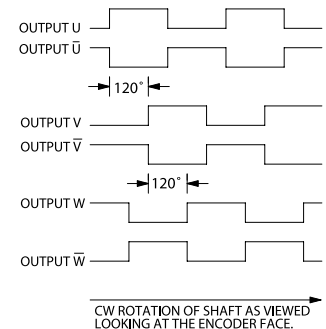 OUTPUT U
OUTPUT U̅
120°
OUTPUT V
OUTPUT V̅
120°
OUTPUT W
OUTPUT W̅
CW ROTATION OF SHAFT AS VIEWED
LOOKING AT THE ENCODER FACE.